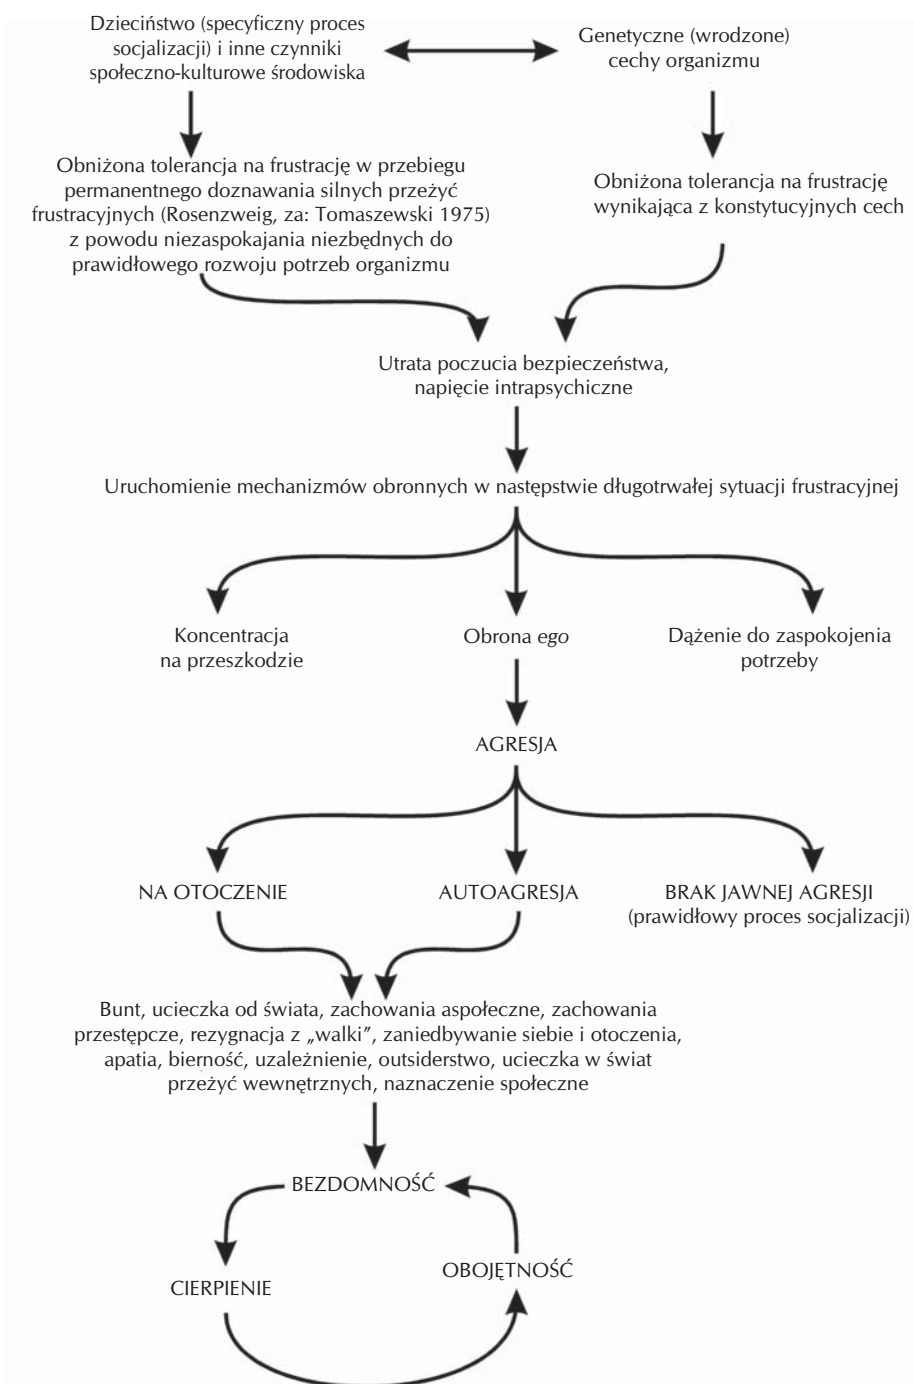 Dzieciństwo (specyficzny proces
socjalizacji) i inne czynniki
społeczno-kulturowe środowiska
Genetyczne (wrodzone)
cechy organizmu
Obniżona tolerancja na frustrację w przebiegu
permanentnego doznawania silnych przeżyć
frustracyjnych (Rosenzweig, za: Tomaszewski 1975)
z powodu niezaspokajania niezbędnych do
prawidłowego rozwoju potrzeb organizmu
Obniżona tolerancja na frustrację
wynikająca z konstytucyjnych cech
Utrata poczucia bezpieczeństwa,
napięcie intrapsychiczne
Uruchomienie mechanizmów obronnych w następstwie długotrwałej sytuacji frustracyjnej
Koncentracja
na przeszkodzie
Obrona ego
Dążenie do zaspokojenia
potrzeby
AGRESJA
NA OTOCZENIE
AUTOAGRESJA
BRAK JAWNEJ AGRESJI
(prawidłowy proces socjalizacji)
Bunt, ucieczka od świata, zachowania aspołeczne, zachowania
przestępcze, rezygnacja z „walki”, zaniedbywanie siebie i otoczenia,
apatia, bierność, uzależnienie, outsiderstwo, ucieczka w świat
przeżyć wewnętrznych, naznaczenie społeczne
BEZDOMNOŚĆ
CIERPIENIE
OBOJĘTNOŚĆ